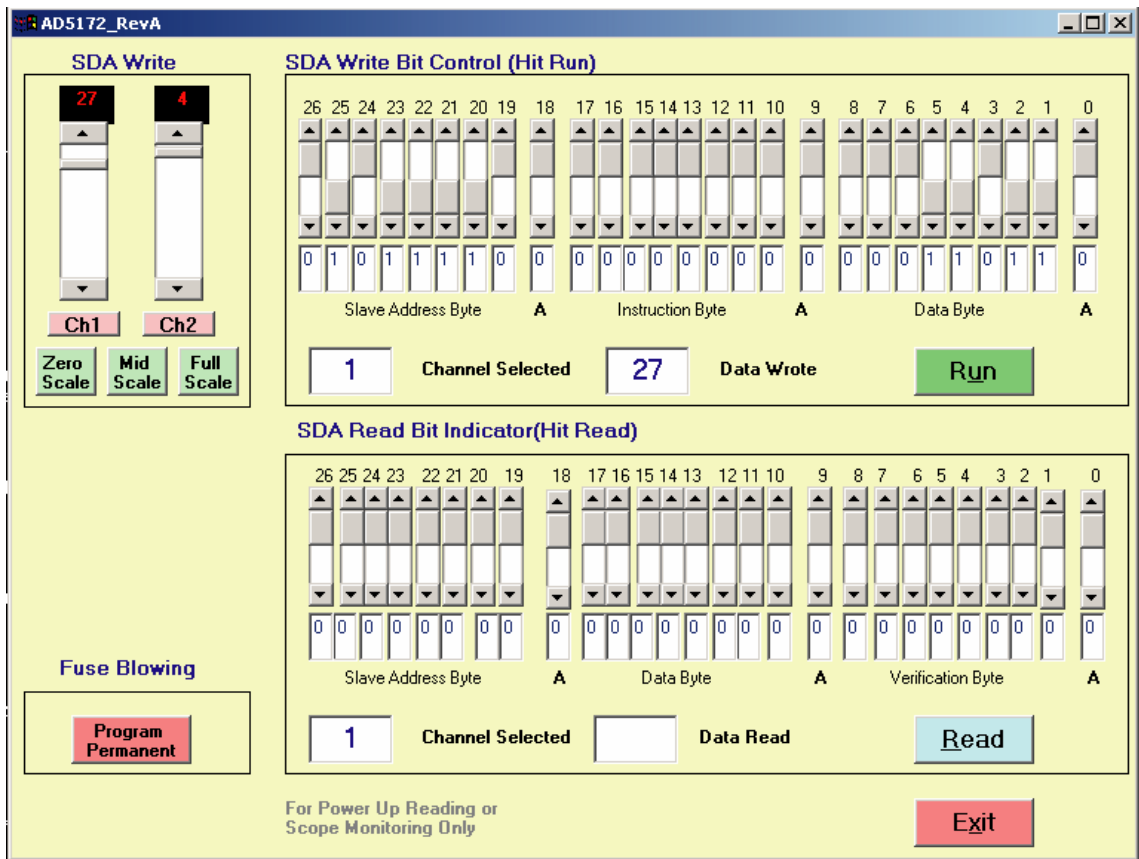 AD5172_RevA
SDA Write
27 4
Ch1 Ch2
Zero Scale Mid Scale Full Scale
SDA Write Bit Control (Hit Run)
26 25 24 23 22 21 20 19 18 17 16 15 14 13 12 11 10 9 8 7 6 5 4 3 2 1 0
0 1 0 1 1 1 1 0 0 0 0 0 0 0 0 0 0 0 0 0 0 1 1 0 1 1 0
Slave Address Byte A Instruction Byte A Data Byte A
1 Channel Selected 27 Data Wrote Run
SDA Read Bit Indicator(Hit Read)
26 25 24 23 22 21 20 19 18 17 16 15 14 13 12 11 10 9 8 7 6 5 4 3 2 1 0
0 0 0 0 0 0 0 0 0 0 0 0 0 0 0 0 0 0 0 0 0 0 0 0 0 0 0
Slave Address Byte A Data Byte A Verification Byte A
1 Channel Selected Data Read Read
Fuse Blowing
Program
Permanent
For Power Up Reading or
Scope Monitoring Only
Exit